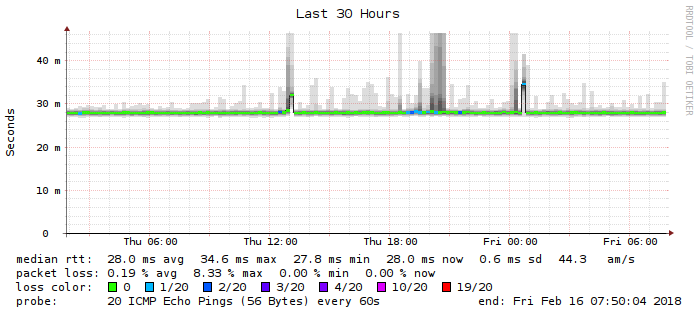 Last 30 Hours
RRDTOOL / TOBI OETIKER
Seconds
40 m
30 m
20 m
10 m
0
Thu 06:00 Thu 12:00 Thu 18:00 Fri 00:00 Fri 06:00
median rtt: 28.0 ms avg 34.6 ms max 27.8 ms min 28.0 ms now 0.6 ms sd 44.3 am/s
packet loss: 0.19 % avg 8.33 % max 0.00 % min 0.00 % now
loss color: 0 1/20 2/20 3/20 4/20 10/20 19/20
probe: 20 ICMP Echo Pings (56 Bytes) every 60s end: Fri Feb 16 07:50:04 2018